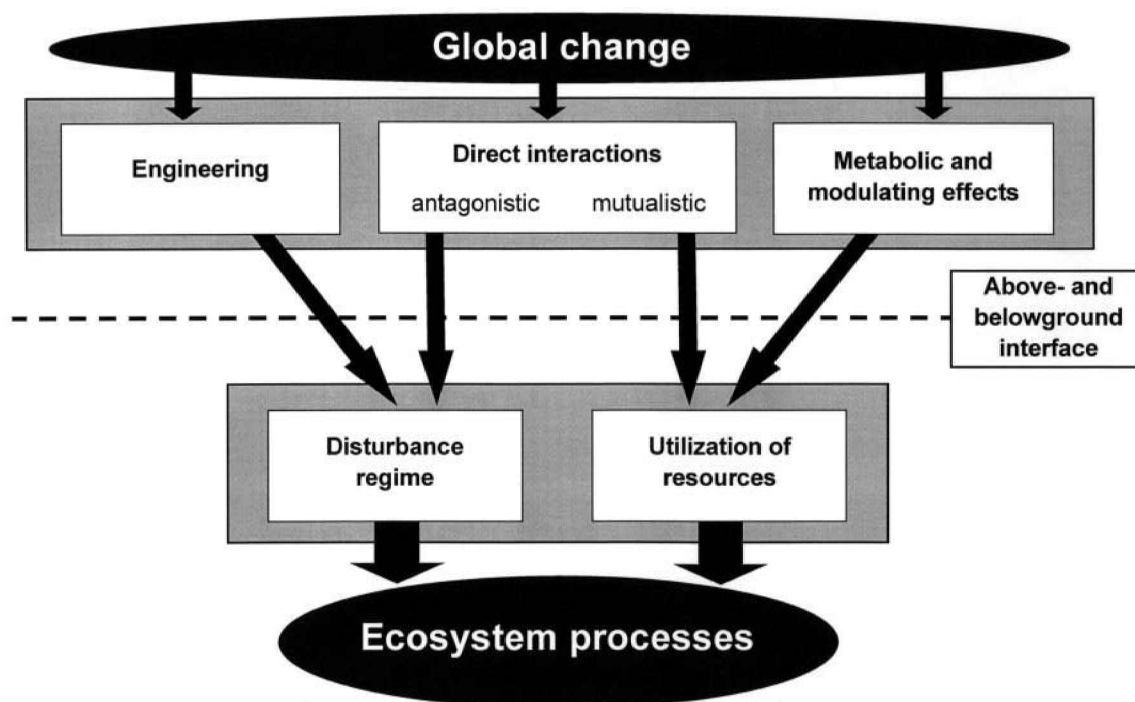 Global change
Engineering
Direct interactions
antagonistic mutualistic
Metabolic and
modulating effects
Above- and
belowground
interface
Disturbance
regime
Utilization of
resources
Ecosystem processes